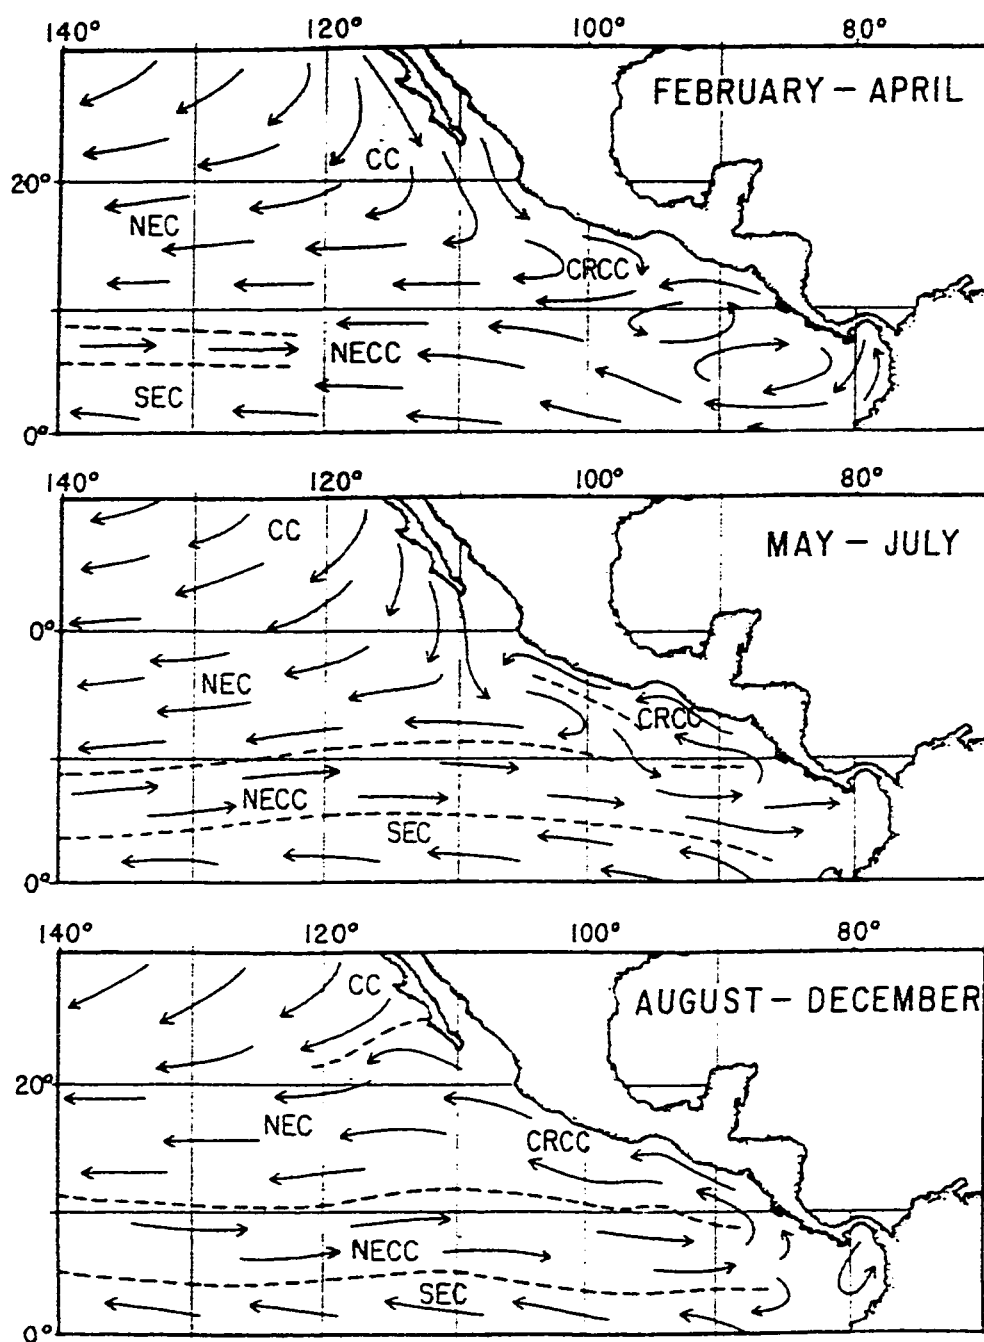 140° 120° 100° 80°
FEBRUARY — APRIL
CC
20°
NEC
CRCC
NECC
SEC
0°
140° 120° 100° 80°
CC
MAY — JULY
0°
NEC
CRCC
NECC
SEC
0°
140° 120° 100° 80°
CC
AUGUST — DECEMBER
20°
NEC
CRCC
NECC
SEC
0°